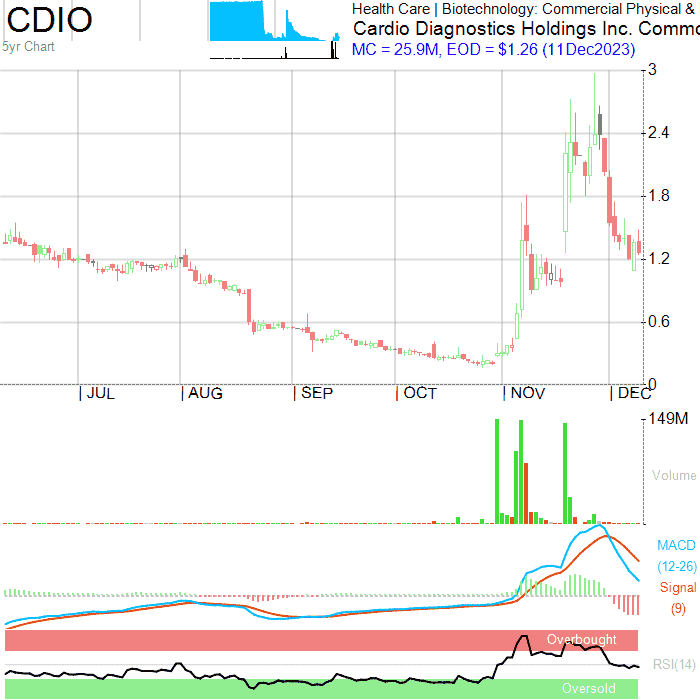 CDIO
5yr Chart
Health Care | Biotechnology: Commercial Physical &
Cardio Diagnostics Holdings Inc. Commo
MC = 25.9M, EOD = $1.26 (11Dec2023)
3
2.4
1.8
1.2
0.6
0
| JUL | AUG | SEP | OCT | NOV | DEC
149M
Volume
MACD
(12-26)
Signal
(9)
Overbought
RSI(14)
Oversold